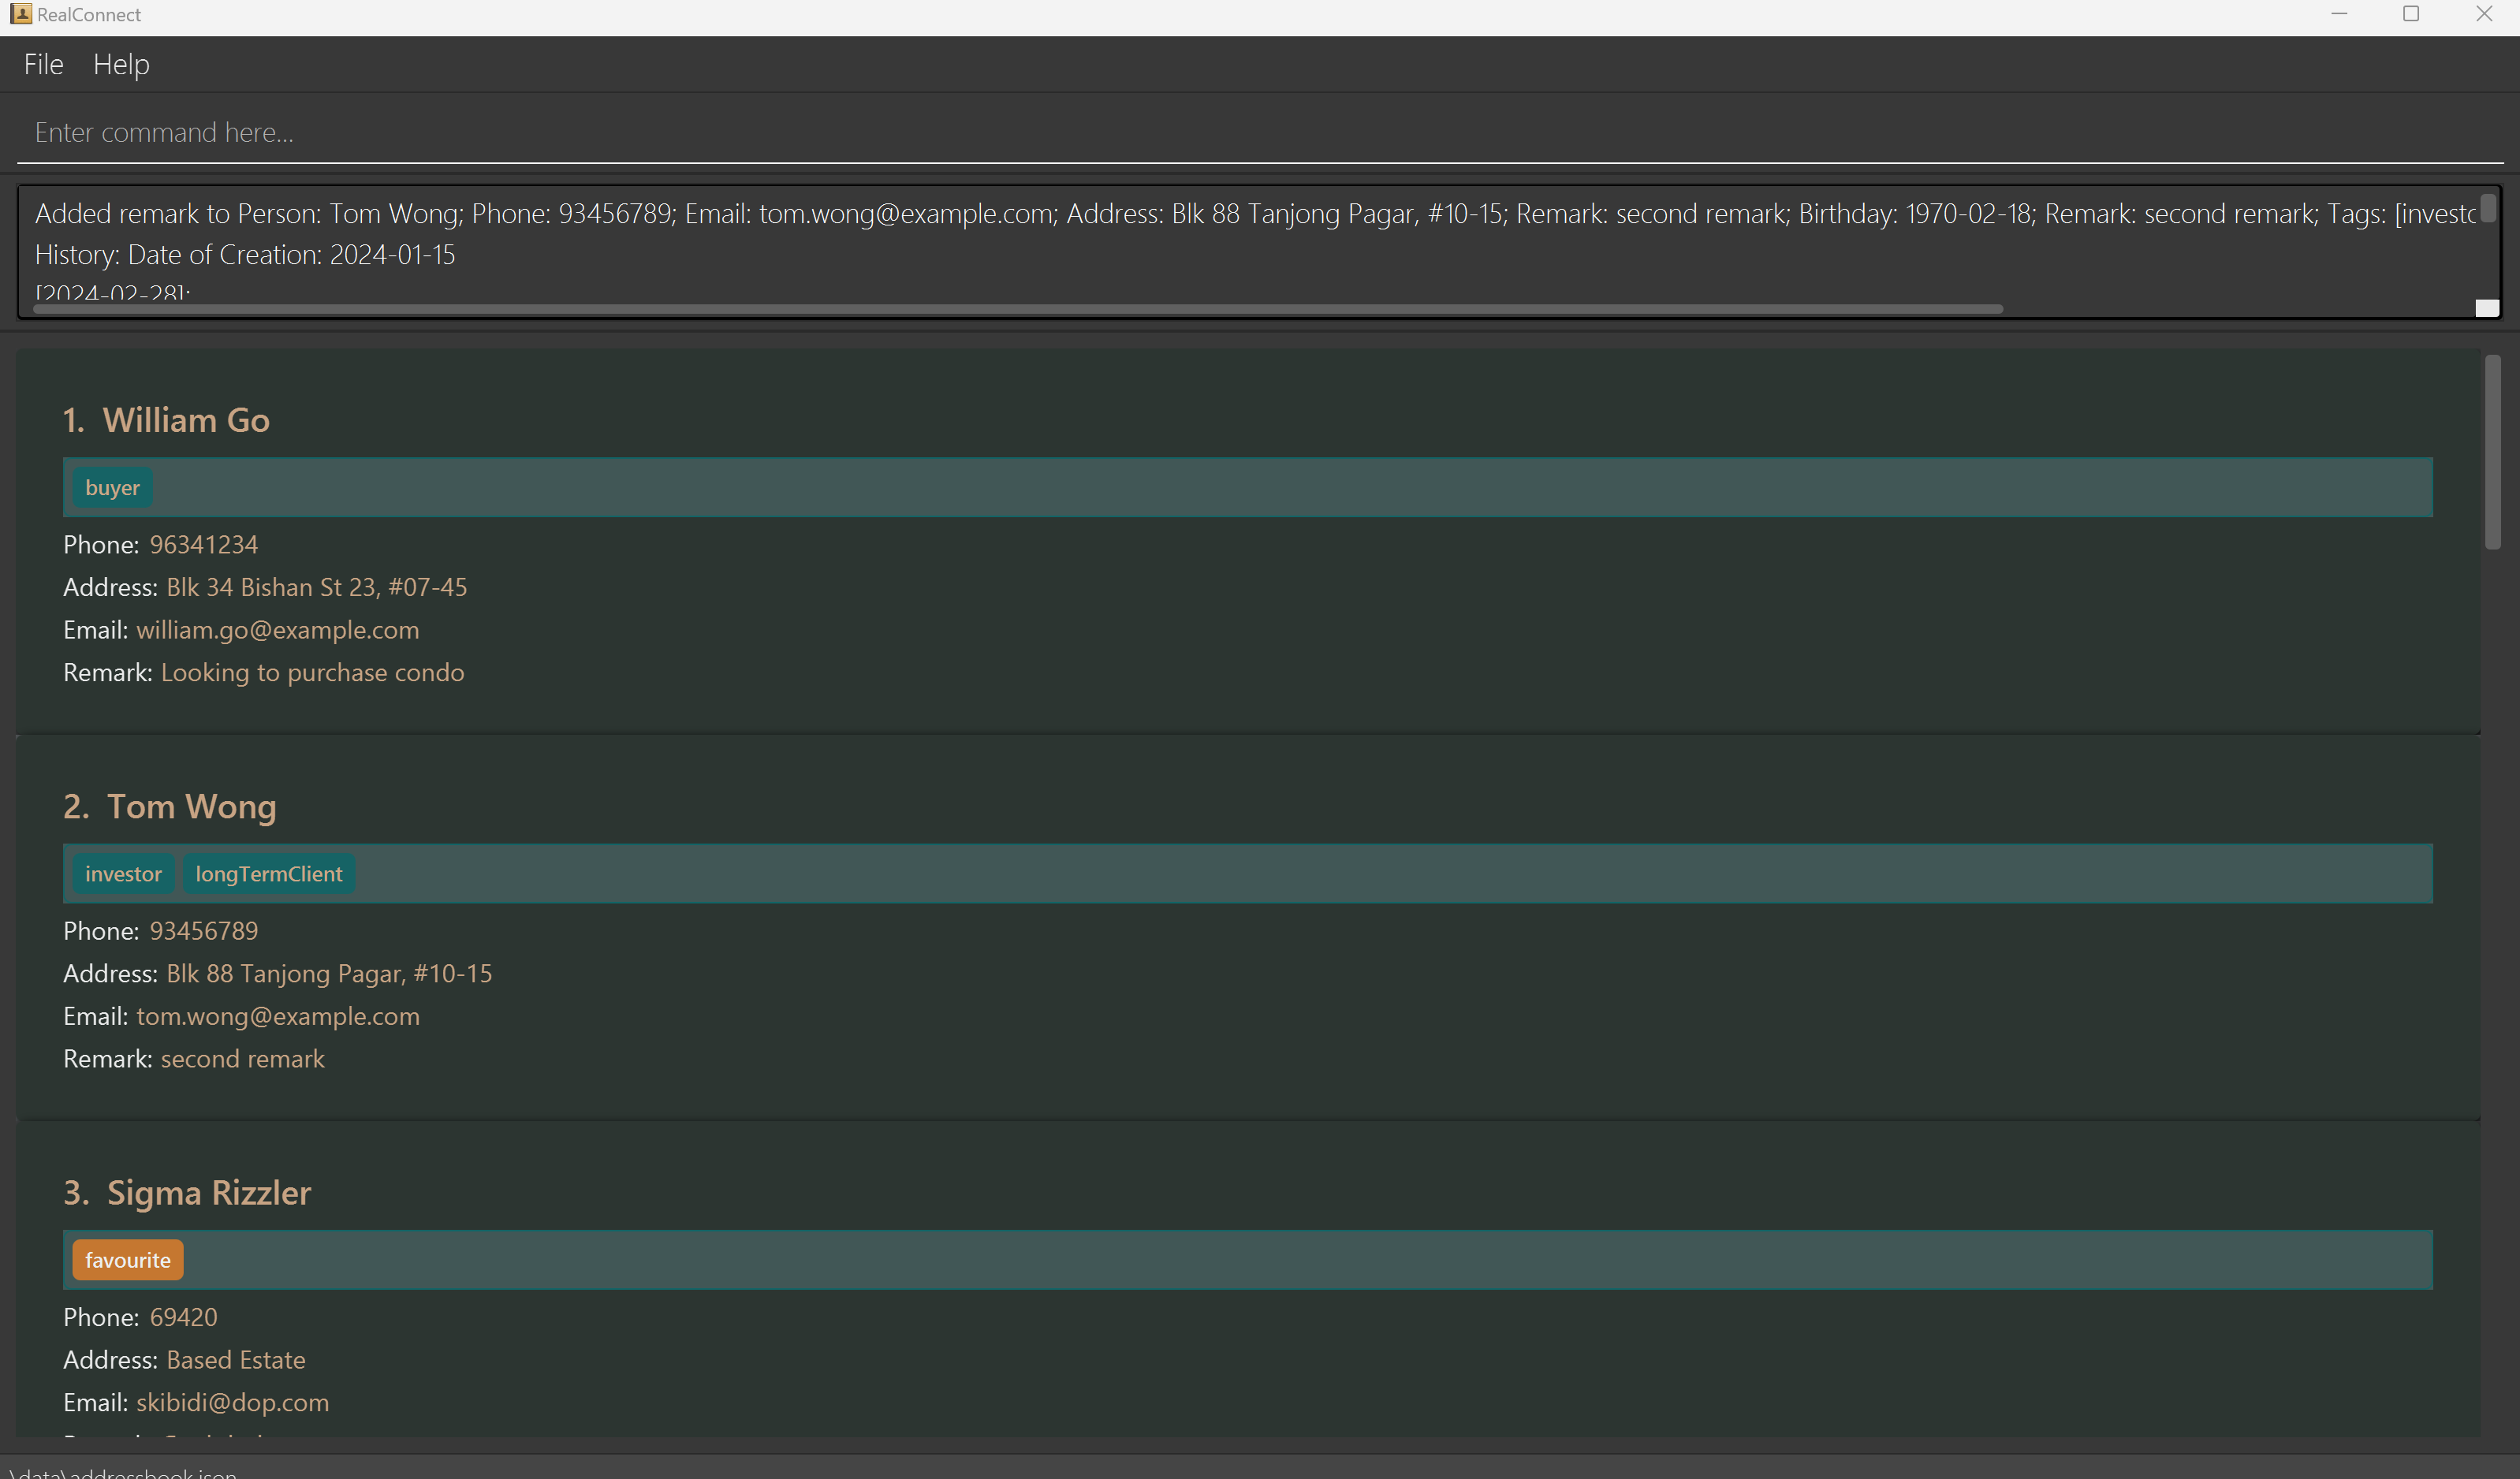 RealConnect
File Help
Enter command here...
Added remark to Person: Tom Wong; Phone: 93456789; Email: tom.wong@example.com; Address: Blk 88 Tanjong Pagar, #10-15; Remark: second remark; Birthday: 1970-02-18; Remark: second remark; Tags: [investo
History: Date of Creation: 2024-01-15
[2024-02-28]:
1. William Go
buyer
Phone: 96341234
Address: Blk 34 Bishan St 23, #07-45
Email: william.go@example.com
Remark: Looking to purchase condo
2. Tom Wong
investor longTermClient
Phone: 93456789
Address: Blk 88 Tanjong Pagar, #10-15
Email: tom.wong@example.com
Remark: second remark
3. Sigma Rizzler
favourite
Phone: 69420
Address: Based Estate
Email: skibidi@dop.com
\data\addressbook.json